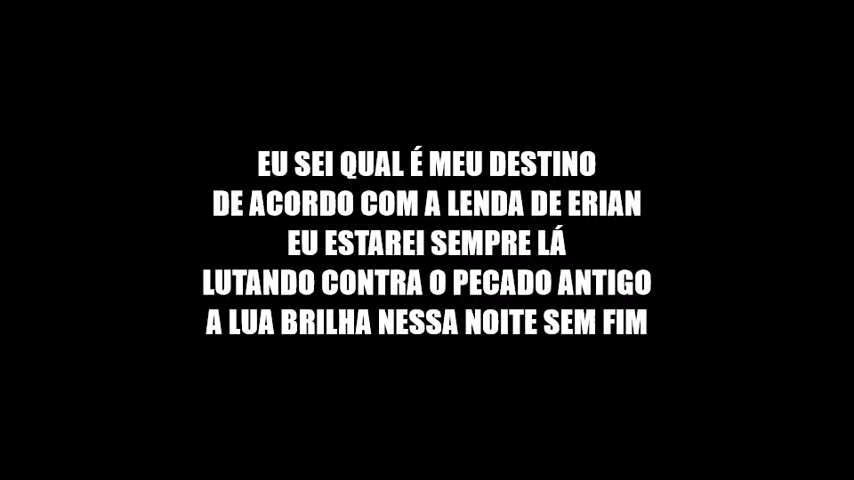 EU SEI QUAL É MEU DESTINO
DE ACORDO COM A LENDA DE ERIAN
EU ESTAREI SEMPRE LÁ
LUTANDO CONTRA O PECADO ANTIGO
A LUA BRILHA NESSA NOITE SEM FIM